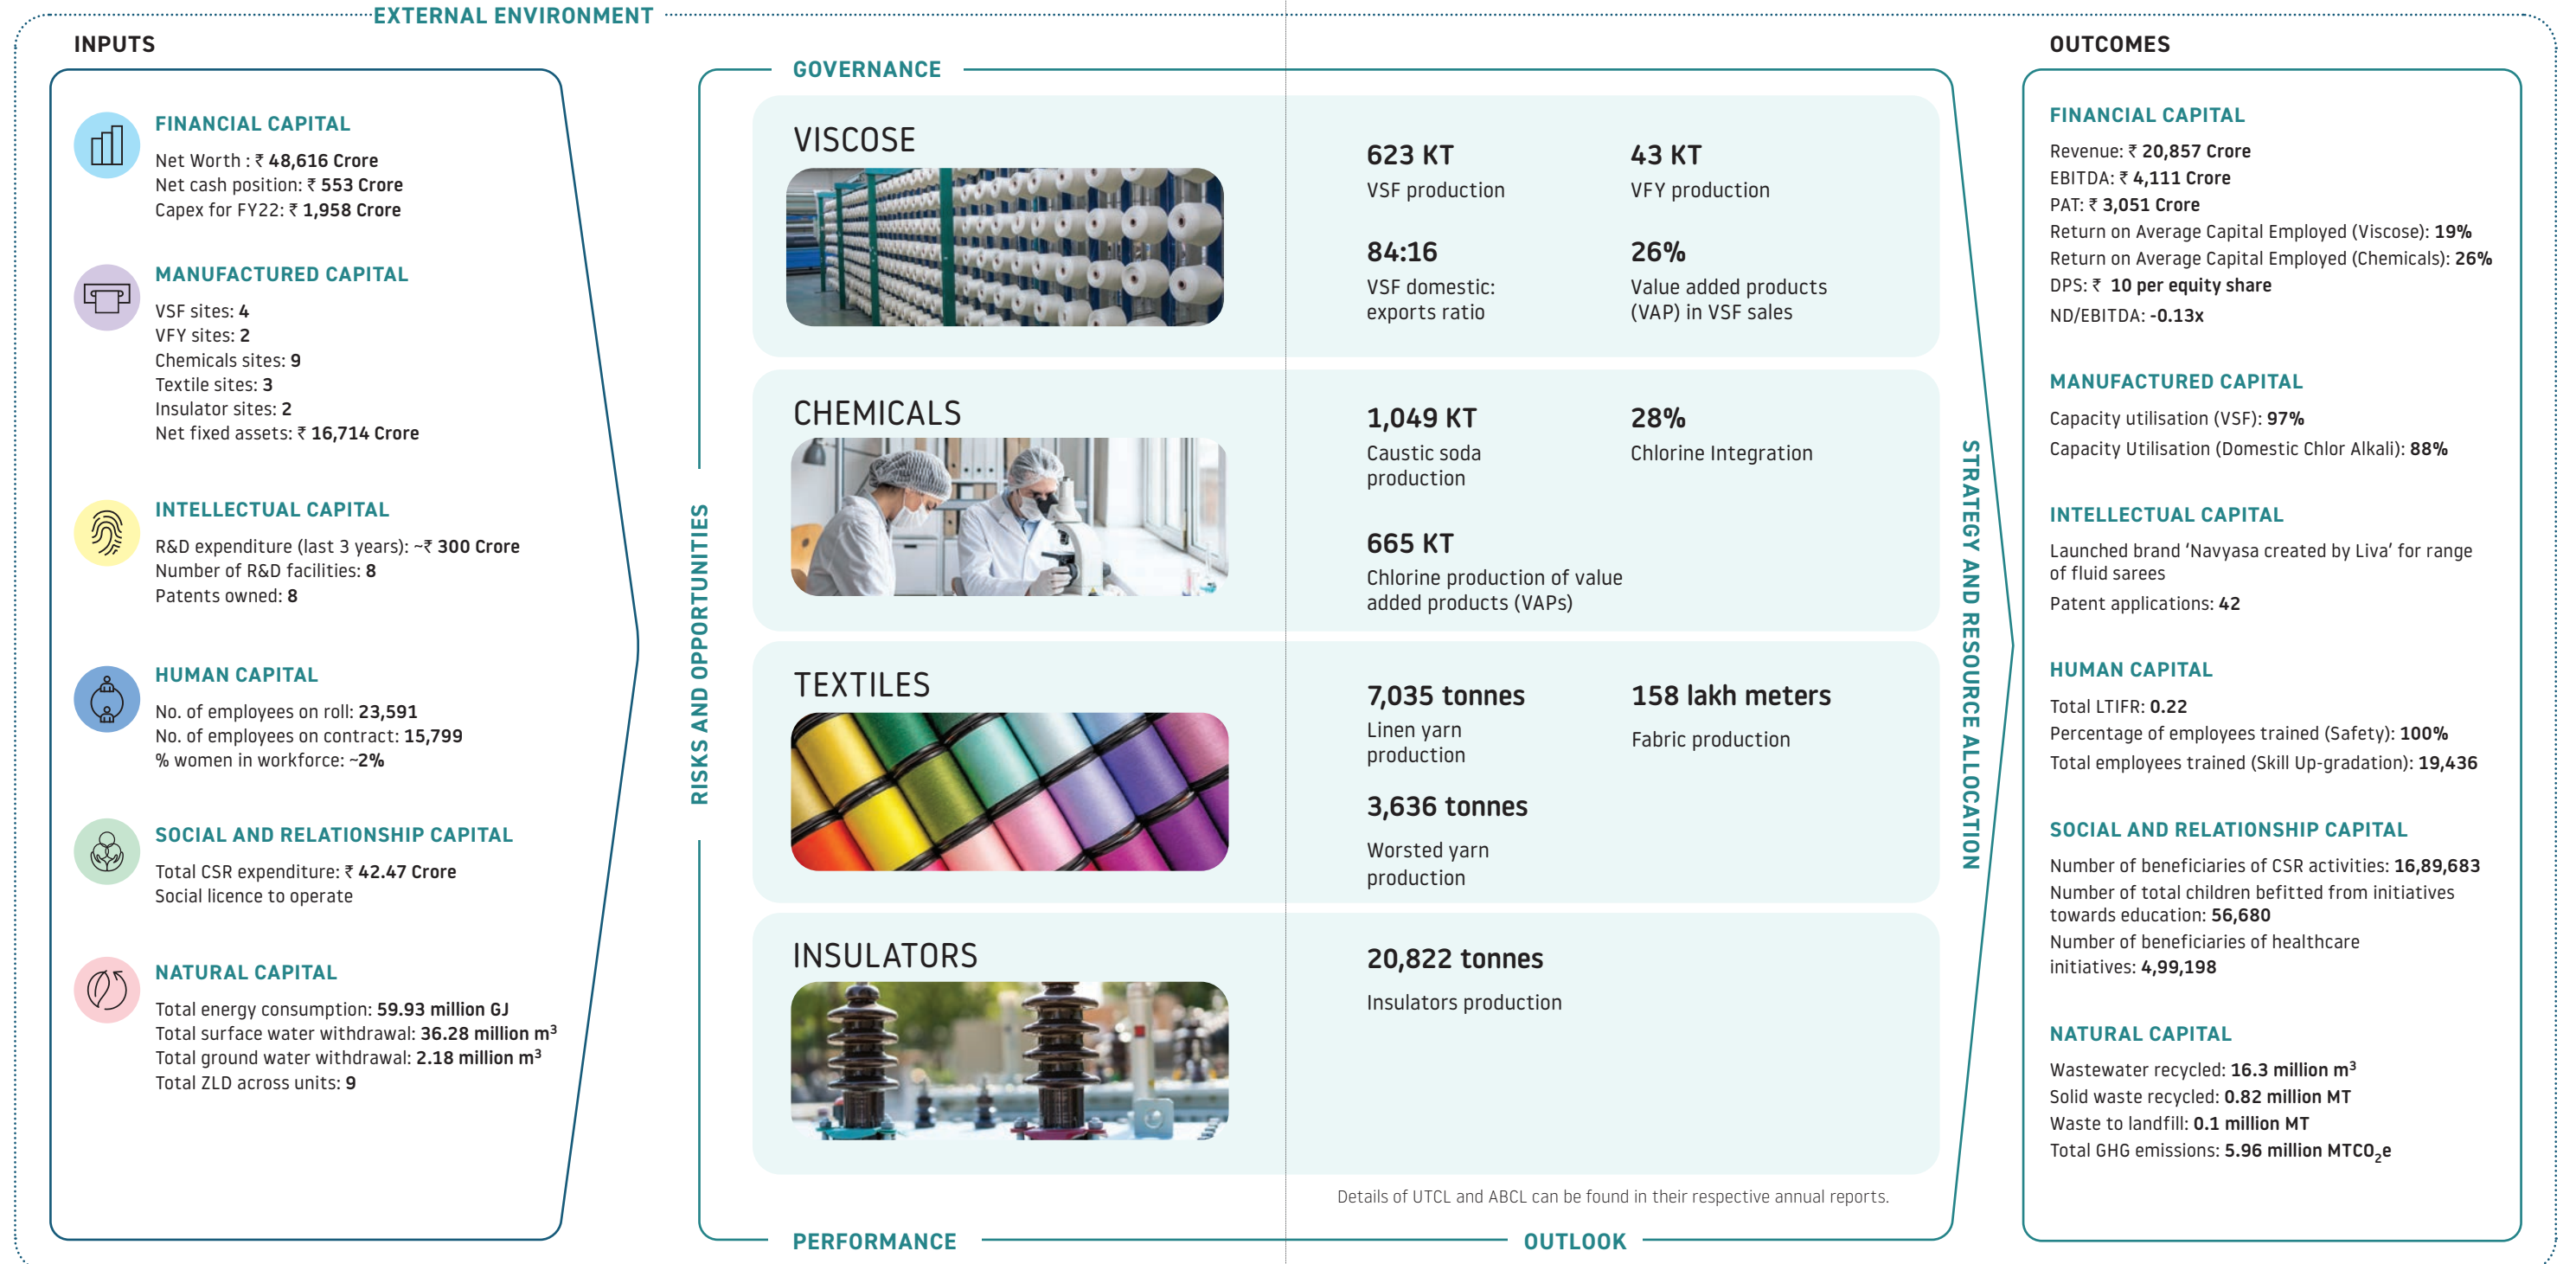 EXTERNAL ENVIRONMENT
INPUTS
FINANCIAL CAPITAL
Net Worth : ₹ 48,616 Crore
Net cash position: ₹ 553 Crore
Capex for FY22: ₹ 1,958 Crore
MANUFACTURED CAPITAL
VSF sites: 4
VFY sites: 2
Chemicals sites: 9
Textile sites: 3
Insulator sites: 2
Net fixed assets: ₹ 16,714 Crore
INTELLECTUAL CAPITAL
R&D expenditure (last 3 years): ~₹ 300 Crore
Number of R&D facilities: 8
Patents owned: 8
HUMAN CAPITAL
No. of employees on roll: 23,591
No. of employees on contract: 15,799
% women in workforce: ~2%
SOCIAL AND RELATIONSHIP CAPITAL
Total CSR expenditure: ₹ 42.47 Crore
Social licence to operate
NATURAL CAPITAL
Total energy consumption: 59.93 million GJ
Total surface water withdrawal: 36.28 million m³
Total ground water withdrawal: 2.18 million m³
Total ZLD across units: 9
RISKS AND OPPORTUNITIES
GOVERNANCE
VISCOSE
623 KT
VSF production
43 KT
VFY production
84:16
VSF domestic:
exports ratio
26%
Value added products
(VAP) in VSF sales
CHEMICALS
1,049 KT
Caustic soda
production
28%
Chlorine Integration
665 KT
Chlorine production of value
added products (VAPs)
TEXTILES
7,035 tonnes
Linen yarn
production
158 lakh meters
Fabric production
3,636 tonnes
Worsted yarn
production
INSULATORS
20,822 tonnes
Insulators production
Details of UTCL and ABCL can be found in their respective annual reports.
PERFORMANCE
OUTLOOK
STRATEGY AND RESOURCE ALLOCATION
OUTCOMES
FINANCIAL CAPITAL
Revenue: ₹ 20,857 Crore
EBITDA: ₹ 4,111 Crore
PAT: ₹ 3,051 Crore
Return on Average Capital Employed (Viscose): 19%
Return on Average Capital Employed (Chemicals): 26%
DPS: ₹ 10 per equity share
ND/EBITDA: -0.13x
MANUFACTURED CAPITAL
Capacity utilisation (VSF): 97%
Capacity Utilisation (Domestic Chlor Alkali): 88%
INTELLECTUAL CAPITAL
Launched brand ‘Navyasa created by Liva’ for range
of fluid sarees
Patent applications: 42
HUMAN CAPITAL
Total LTIFR: 0.22
Percentage of employees trained (Safety): 100%
Total employees trained (Skill Up-gradation): 19,436
SOCIAL AND RELATIONSHIP CAPITAL
Number of beneficiaries of CSR activities: 16,89,683
Number of total children befitted from initiatives
towards education: 56,680
Number of beneficiaries of healthcare
initiatives: 4,99,198
NATURAL CAPITAL
Wastewater recycled: 16.3 million m³
Solid waste recycled: 0.82 million MT
Waste to landfill: 0.1 million MT
Total GHG emissions: 5.96 million MTCO₂e